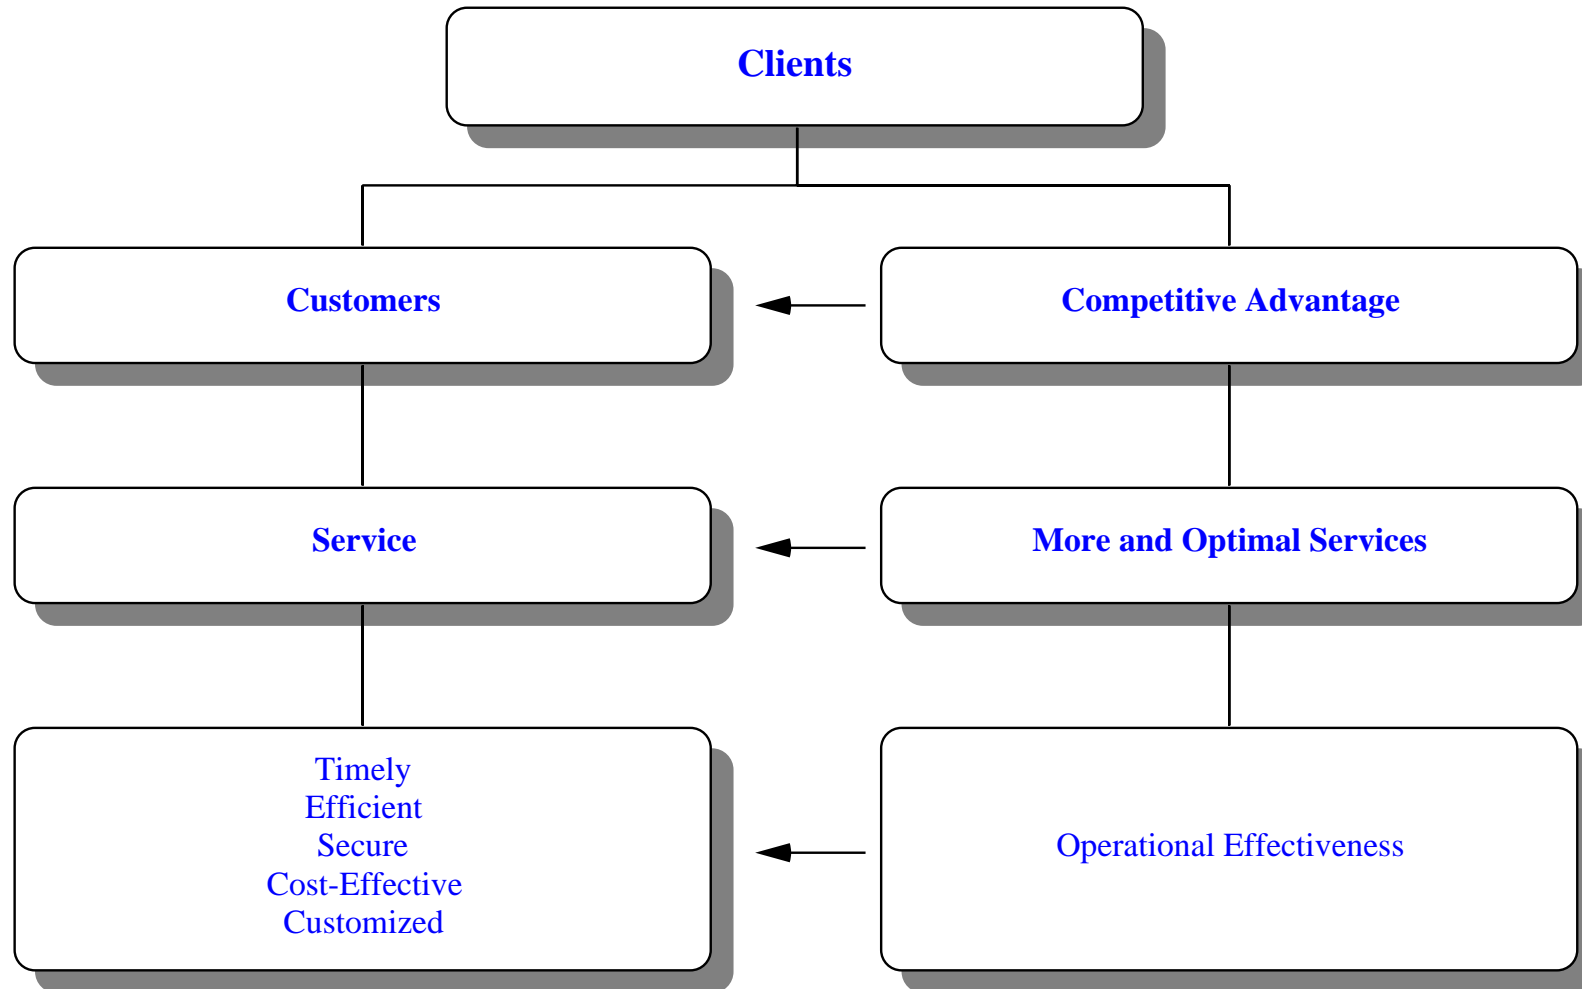 Clients
Customers
Competitive Advantage
Service
More and Optimal Services
Timely
Efficient
Secure
Cost-Effective
Customized
Operational Effectiveness